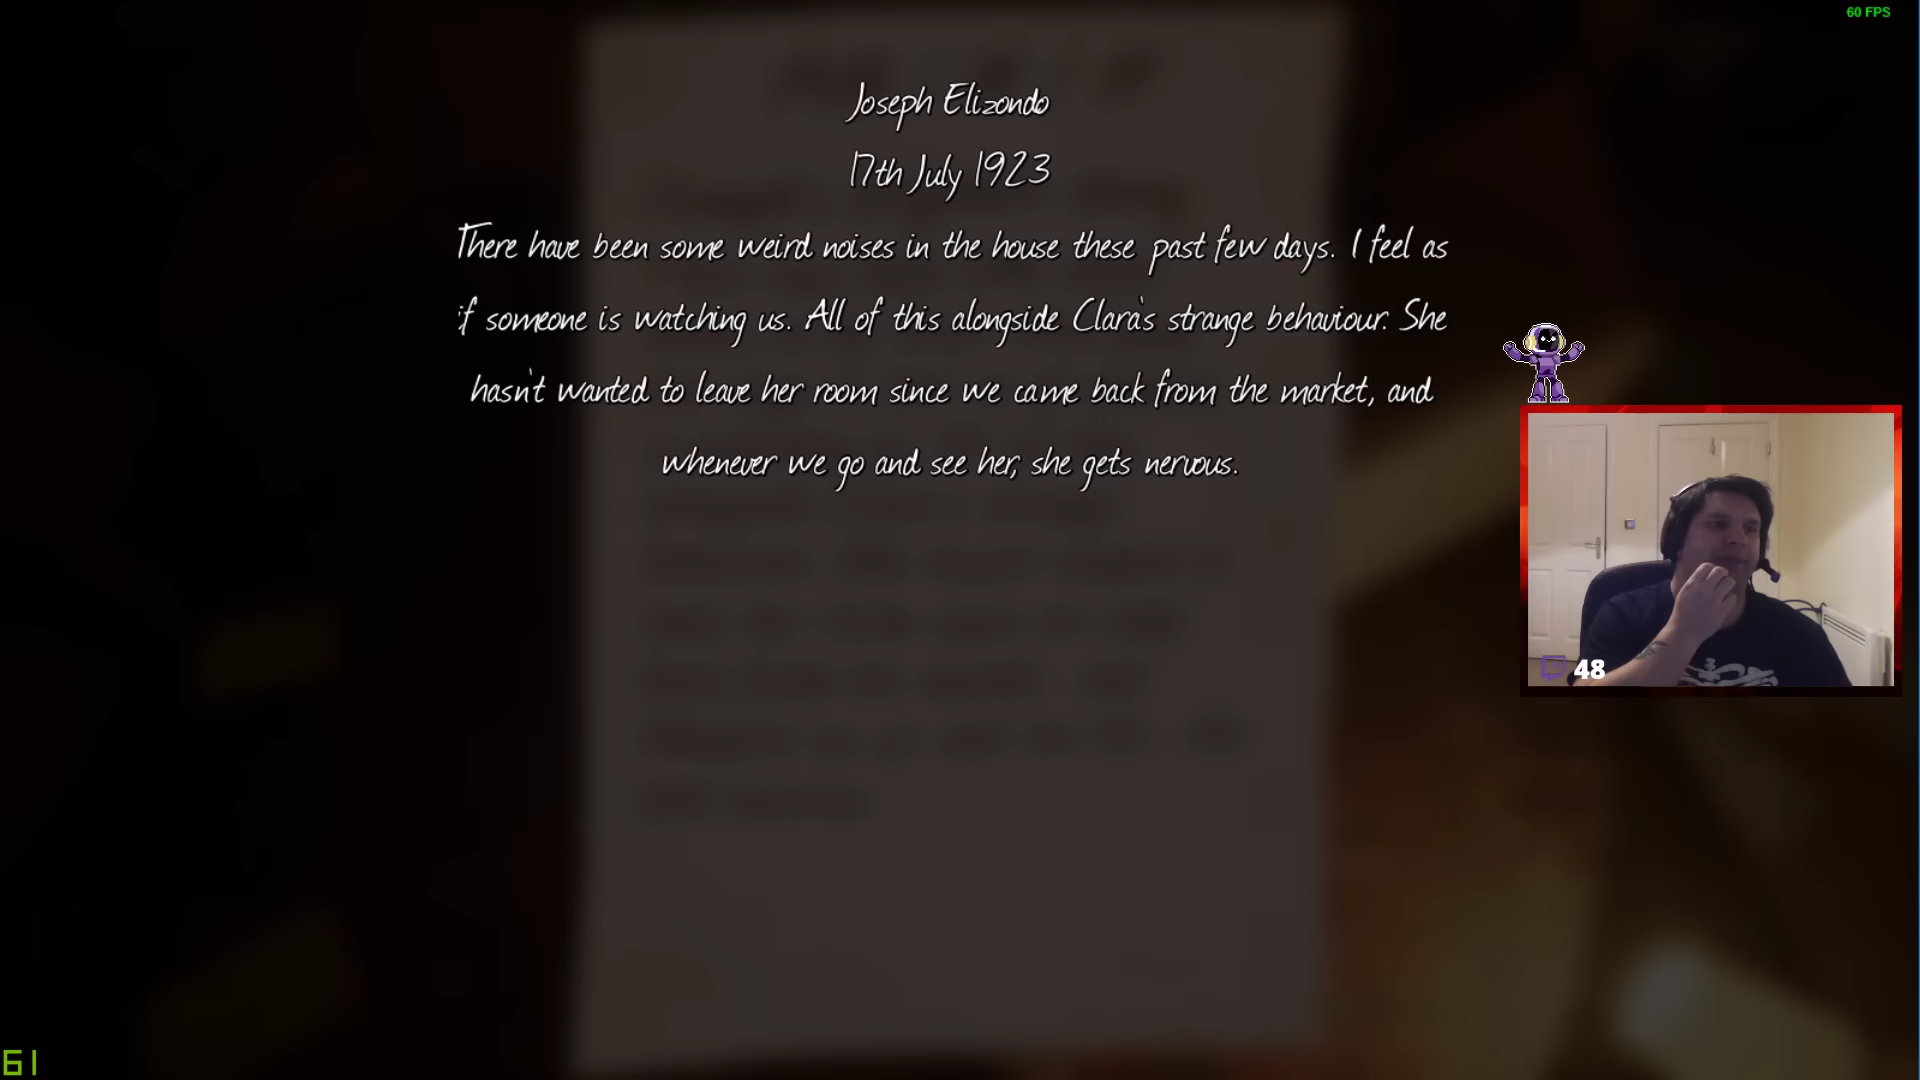 60 FPS
Joseph Elizondo
17th July 1923
There have been some weird noises in the house these past few days. I feel as
if someone is watching us. All of this alongside Clara's strange behaviour. She
hasn't wanted to leave her room since we came back from the market, and
whenever we go and see her, she gets nervous.
48
61